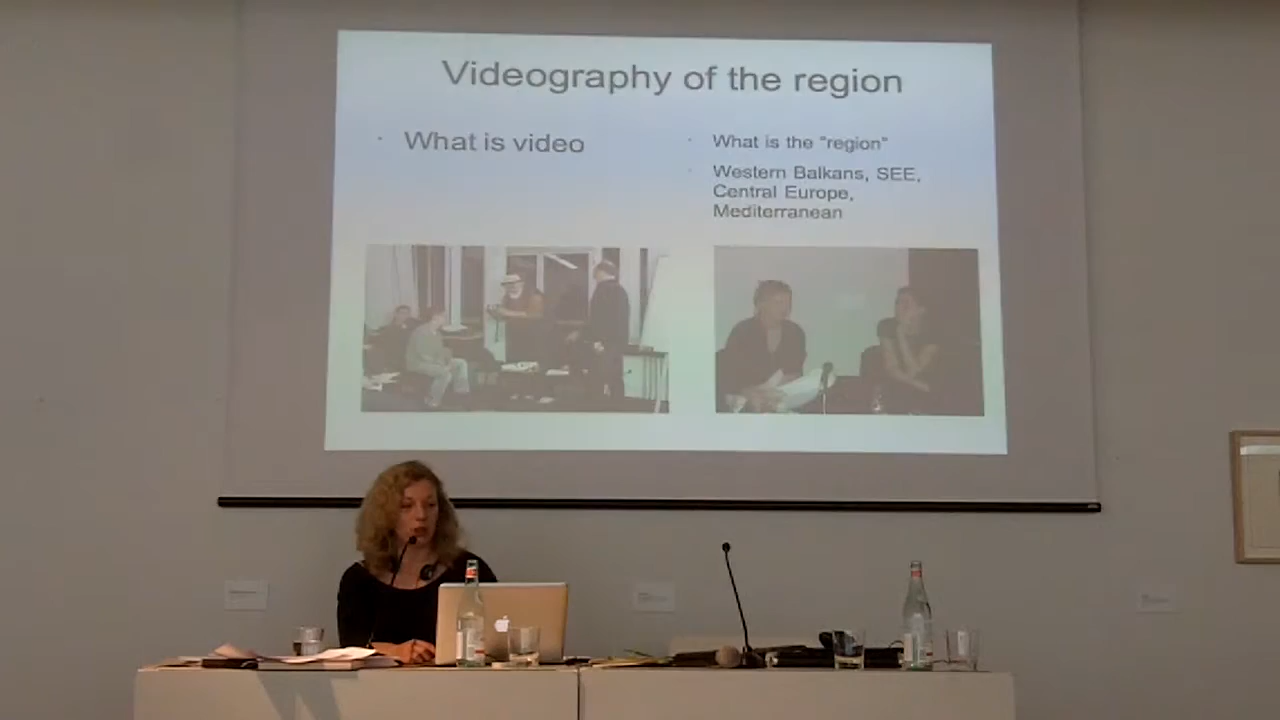 Videography of the region
What is video
What is the "region"
Western Balkans, SEE,
Central Europe,
Mediterranean